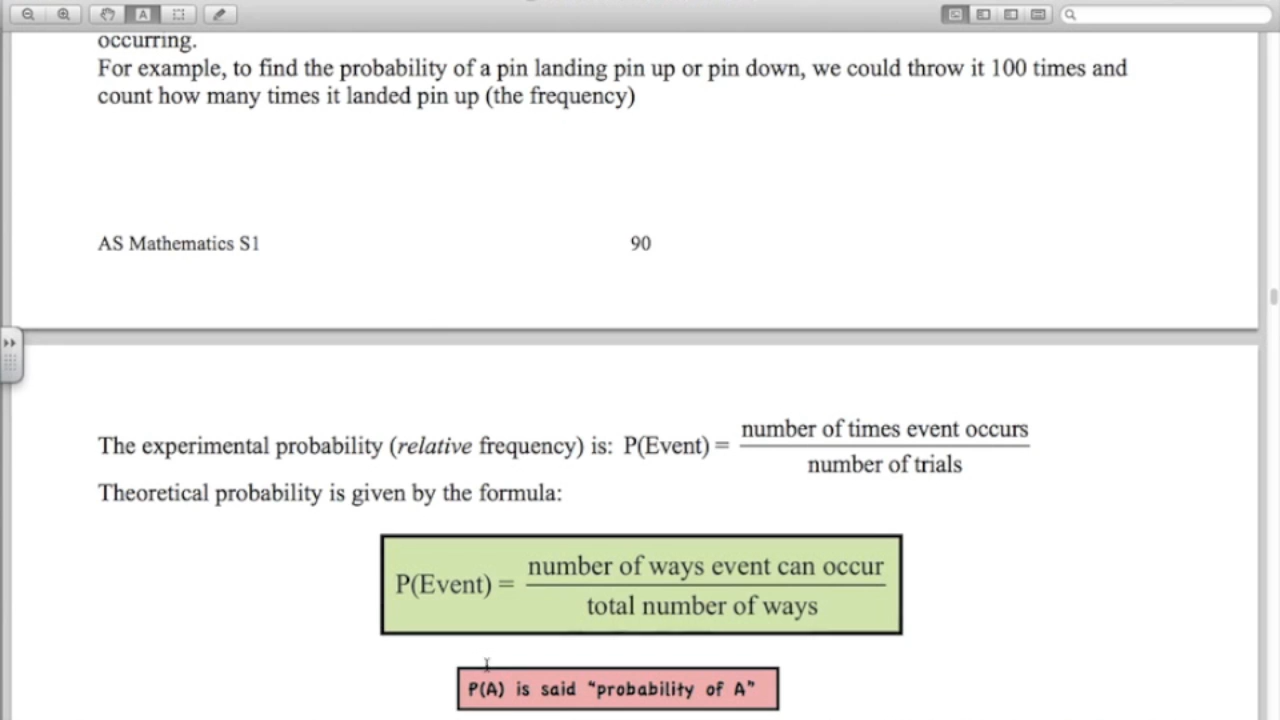 occurring.
For example, to find the probability of a pin landing pin up or pin down, we could throw it 100 times and
count how many times it landed pin up (the frequency)
AS Mathematics S1
90
The experimental probability (relative frequency) is: P(Event) = number of times event occurs / number of trials
Theoretical probability is given by the formula:
P(Event) = number of ways event can occur / total number of ways
P(A) is said "probability of A"